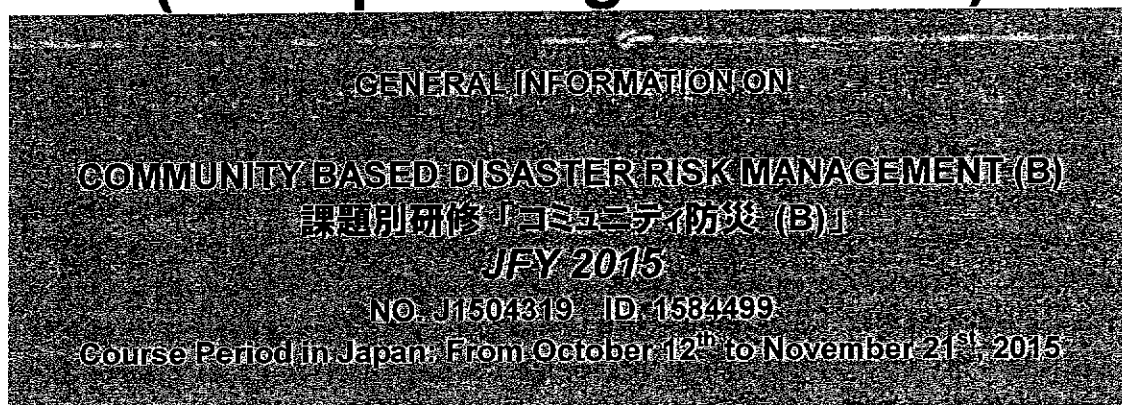 GENERAL INFORMATION ON
COMMUNITY BASED DISASTER RISK MANAGEMENT (B)
課題別研修「コミュニティ防災 (B)」
JFY 2015
NO. J1504319 ID. 1584499
Course Period in Japan: From October 12th to November 21st, 2015